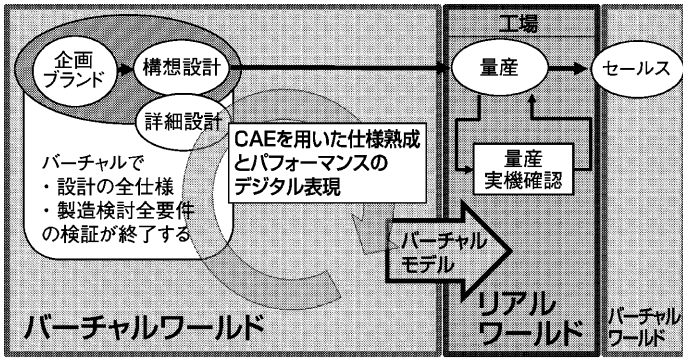 企画
ブランド
構想設計
詳細設計
バーチャルで
・設計の全仕様
・製造検討全要件
の検証が終了する
CAEを用いた仕様熟成
とパフォーマンスの
デジタル表現
バーチャルワールド
工場
量産
量産
実機確認
バーチャル
モデル
リアル
ワールド
セールス
バーチャル
ワールド